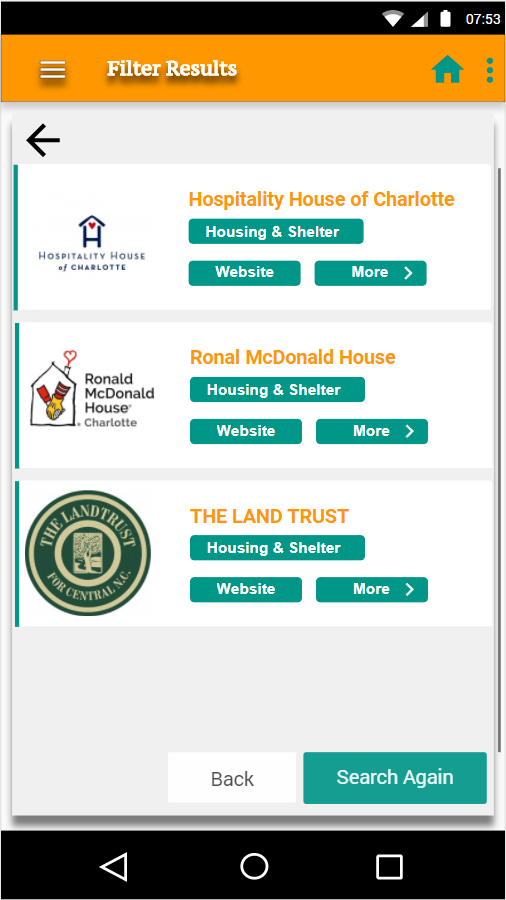 07:53
Filter Results
HOSPITALITY HOUSE
of CHARLOTTE
Hospitality House of Charlotte
Housing & Shelter
Website
More
Ronald
McDonald
House®
Charlotte
Ronal McDonald House
Housing & Shelter
Website
More
THE LAND TRUST
FOR CENTRAL N.C.
THE LAND TRUST
Housing & Shelter
Website
More
Back
Search Again